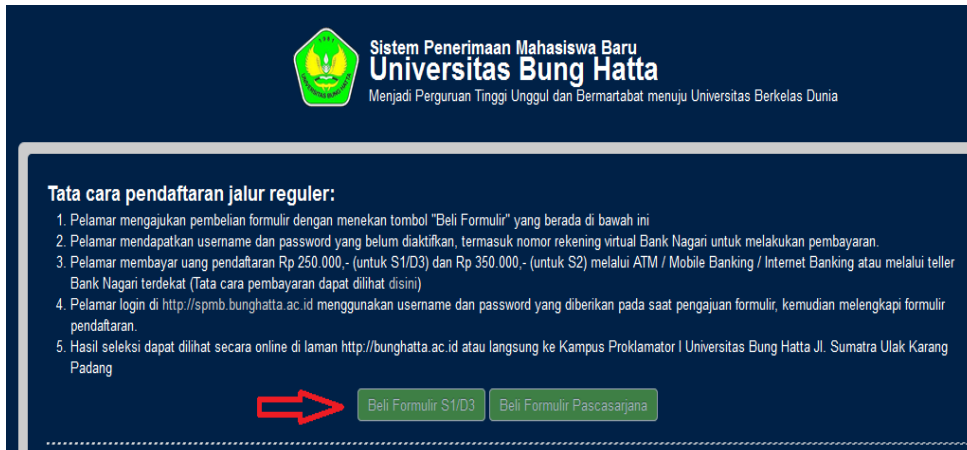 Sistem Penerimaan Mahasiswa Baru
Universitas Bung Hatta
Menjadi Perguruan Tinggi Unggul dan Bermartabat menuju Universitas Berkelas Dunia
1981
UNIVERSITAS BUNG HATTA
Tata cara pendaftaran jalur reguler:
1. Pelamar mengajukan pembelian formulir dengan menekan tombol "Beli Formulir" yang berada di bawah ini
2. Pelamar mendapatkan username dan password yang belum diaktifkan, termasuk nomor rekening virtual Bank Nagari untuk melakukan pembayaran.
3. Pelamar membayar uang pendaftaran Rp 250.000,- (untuk S1/D3) dan Rp 350.000,- (untuk S2) melalui ATM / Mobile Banking / Internet Banking atau melalui teller
Bank Nagari terdekat (Tata cara pembayaran dapat dilihat disini)
4. Pelamar login di http://spmb.bunghatta.ac.id menggunakan username dan password yang diberikan pada saat pengajuan formulir, kemudian melengkapi formulir
pendaftaran.
5. Hasil seleksi dapat dilihat secara online di laman http://bunghatta.ac.id atau langsung ke Kampus Proklamator I Universitas Bung Hatta Jl. Sumatra Ulak Karang
Padang
Beli Formulir S1/D3
Beli Formulir Pascasarjana